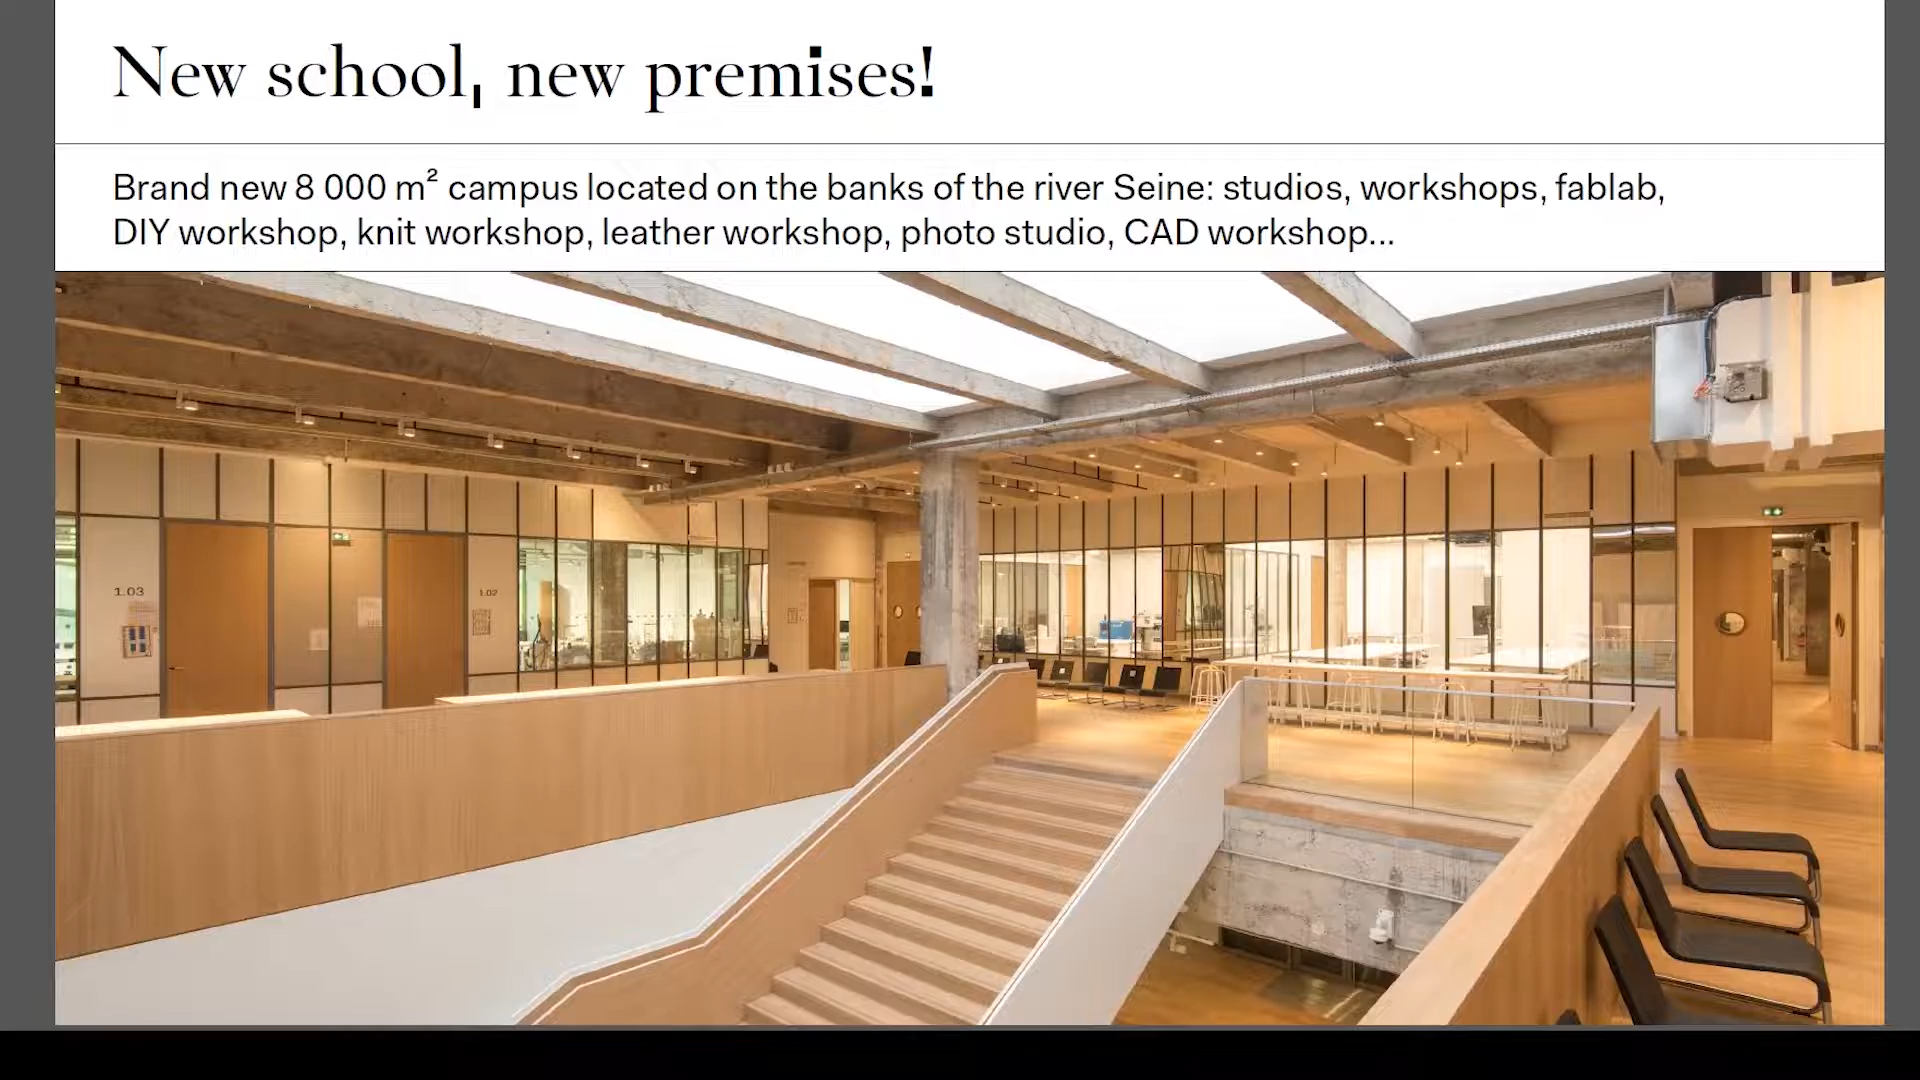 New school, new premises!
Brand new 8 000 m² campus located on the banks of the river Seine: studios, workshops, fablab,
DIY workshop, knit workshop, leather workshop, photo studio, CAD workshop...
1.03
1.02